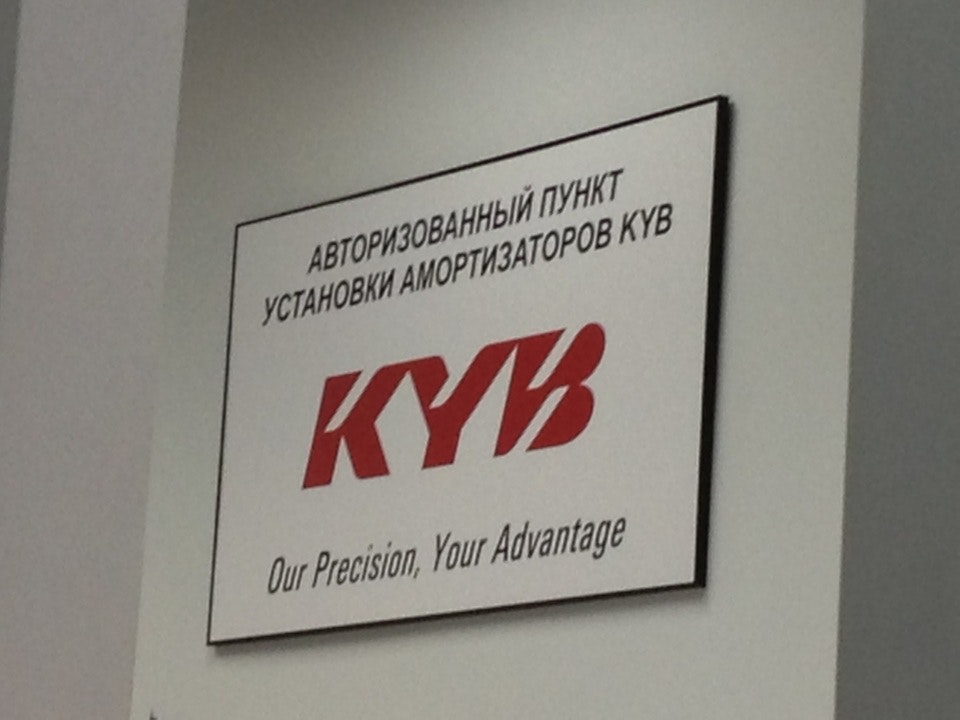 АВТОРИЗОВАННЫЙ ПУНКТ
УСТАНОВКИ АМОРТИЗАТОРОВ KYB
KYB
Our Precision, Your Advantage